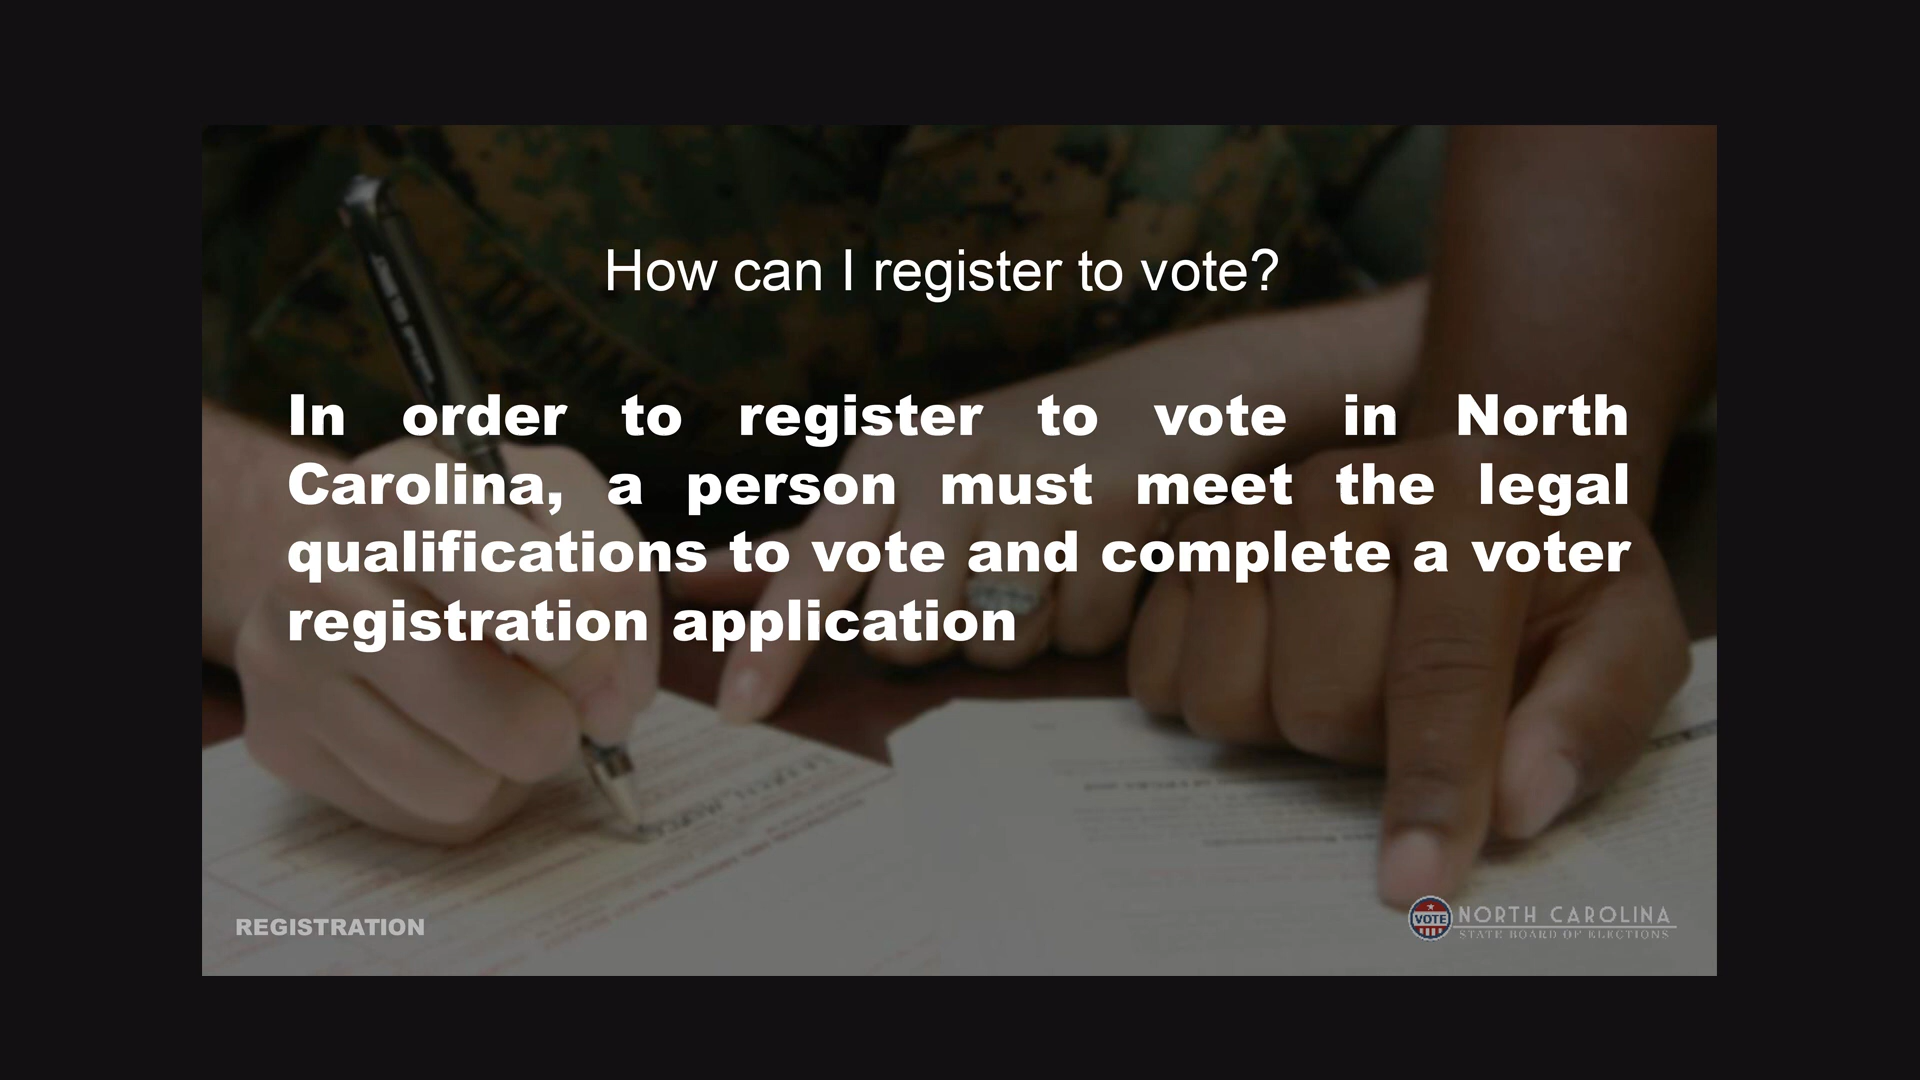 How can I register to vote?
In order to register to vote in North
Carolina, a person must meet the legal
qualifications to vote and complete a voter
registration application
REGISTRATION
VOTE
NORTH CAROLINA
STATE BOARD OF ELECTIONS